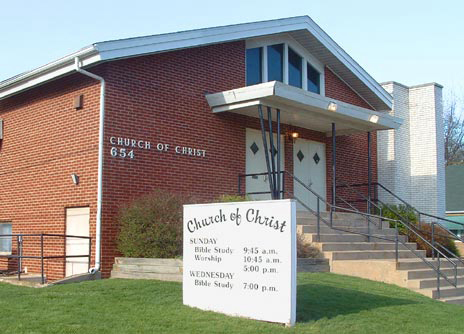 CHURCH OF CHRIST
654
Church of Christ
SUNDAY
Bible Study 9:45 a.m.
Worship 10:45 a.m.
5:00 p.m.
WEDNESDAY
Bible Study 7:00 p.m.